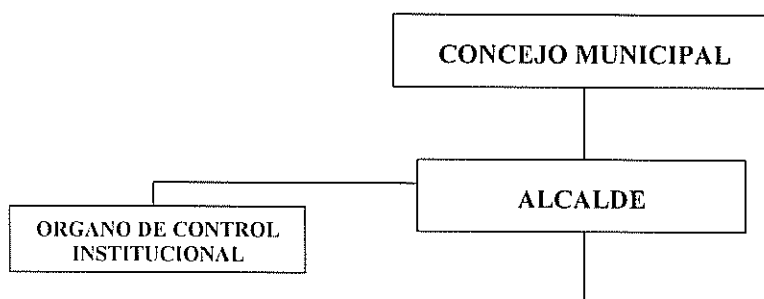 CONCEJO MUNICIPAL
ALCALDE
ORGANO DE CONTROL
INSTITUCIONAL